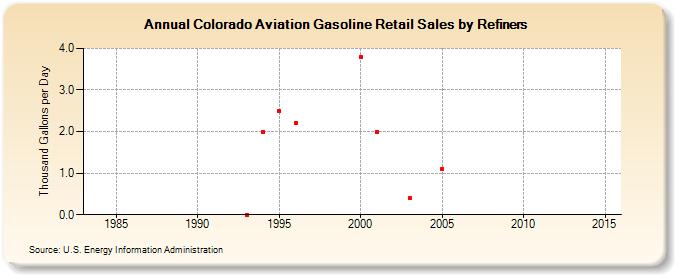 Annual Colorado Aviation Gasoline Retail Sales by Refiners
Thousand Gallons per Day
4.0
3.0
2.0
1.0
0.0
1985 1990 1995 2000 2005 2010 2015
Source: U.S. Energy Information Administration